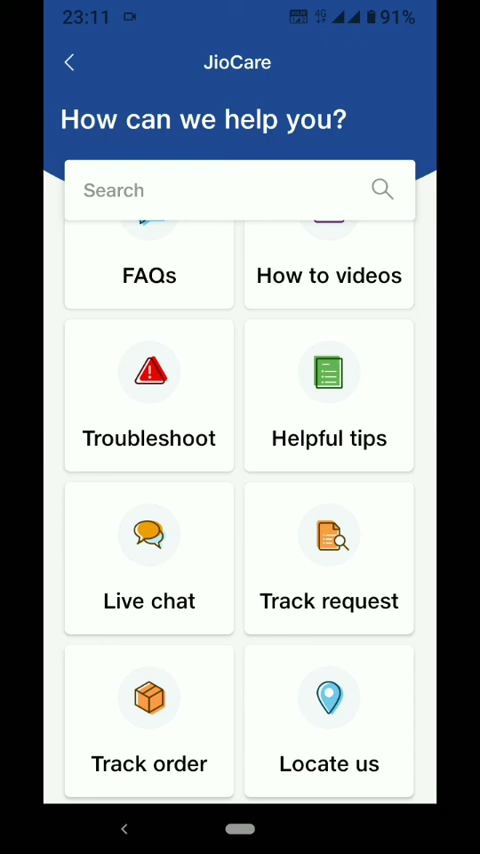 23:11 4G 91%
JioCare
How can we help you?
Search
FAQs How to videos
Troubleshoot Helpful tips
Live chat Track request
Track order Locate us